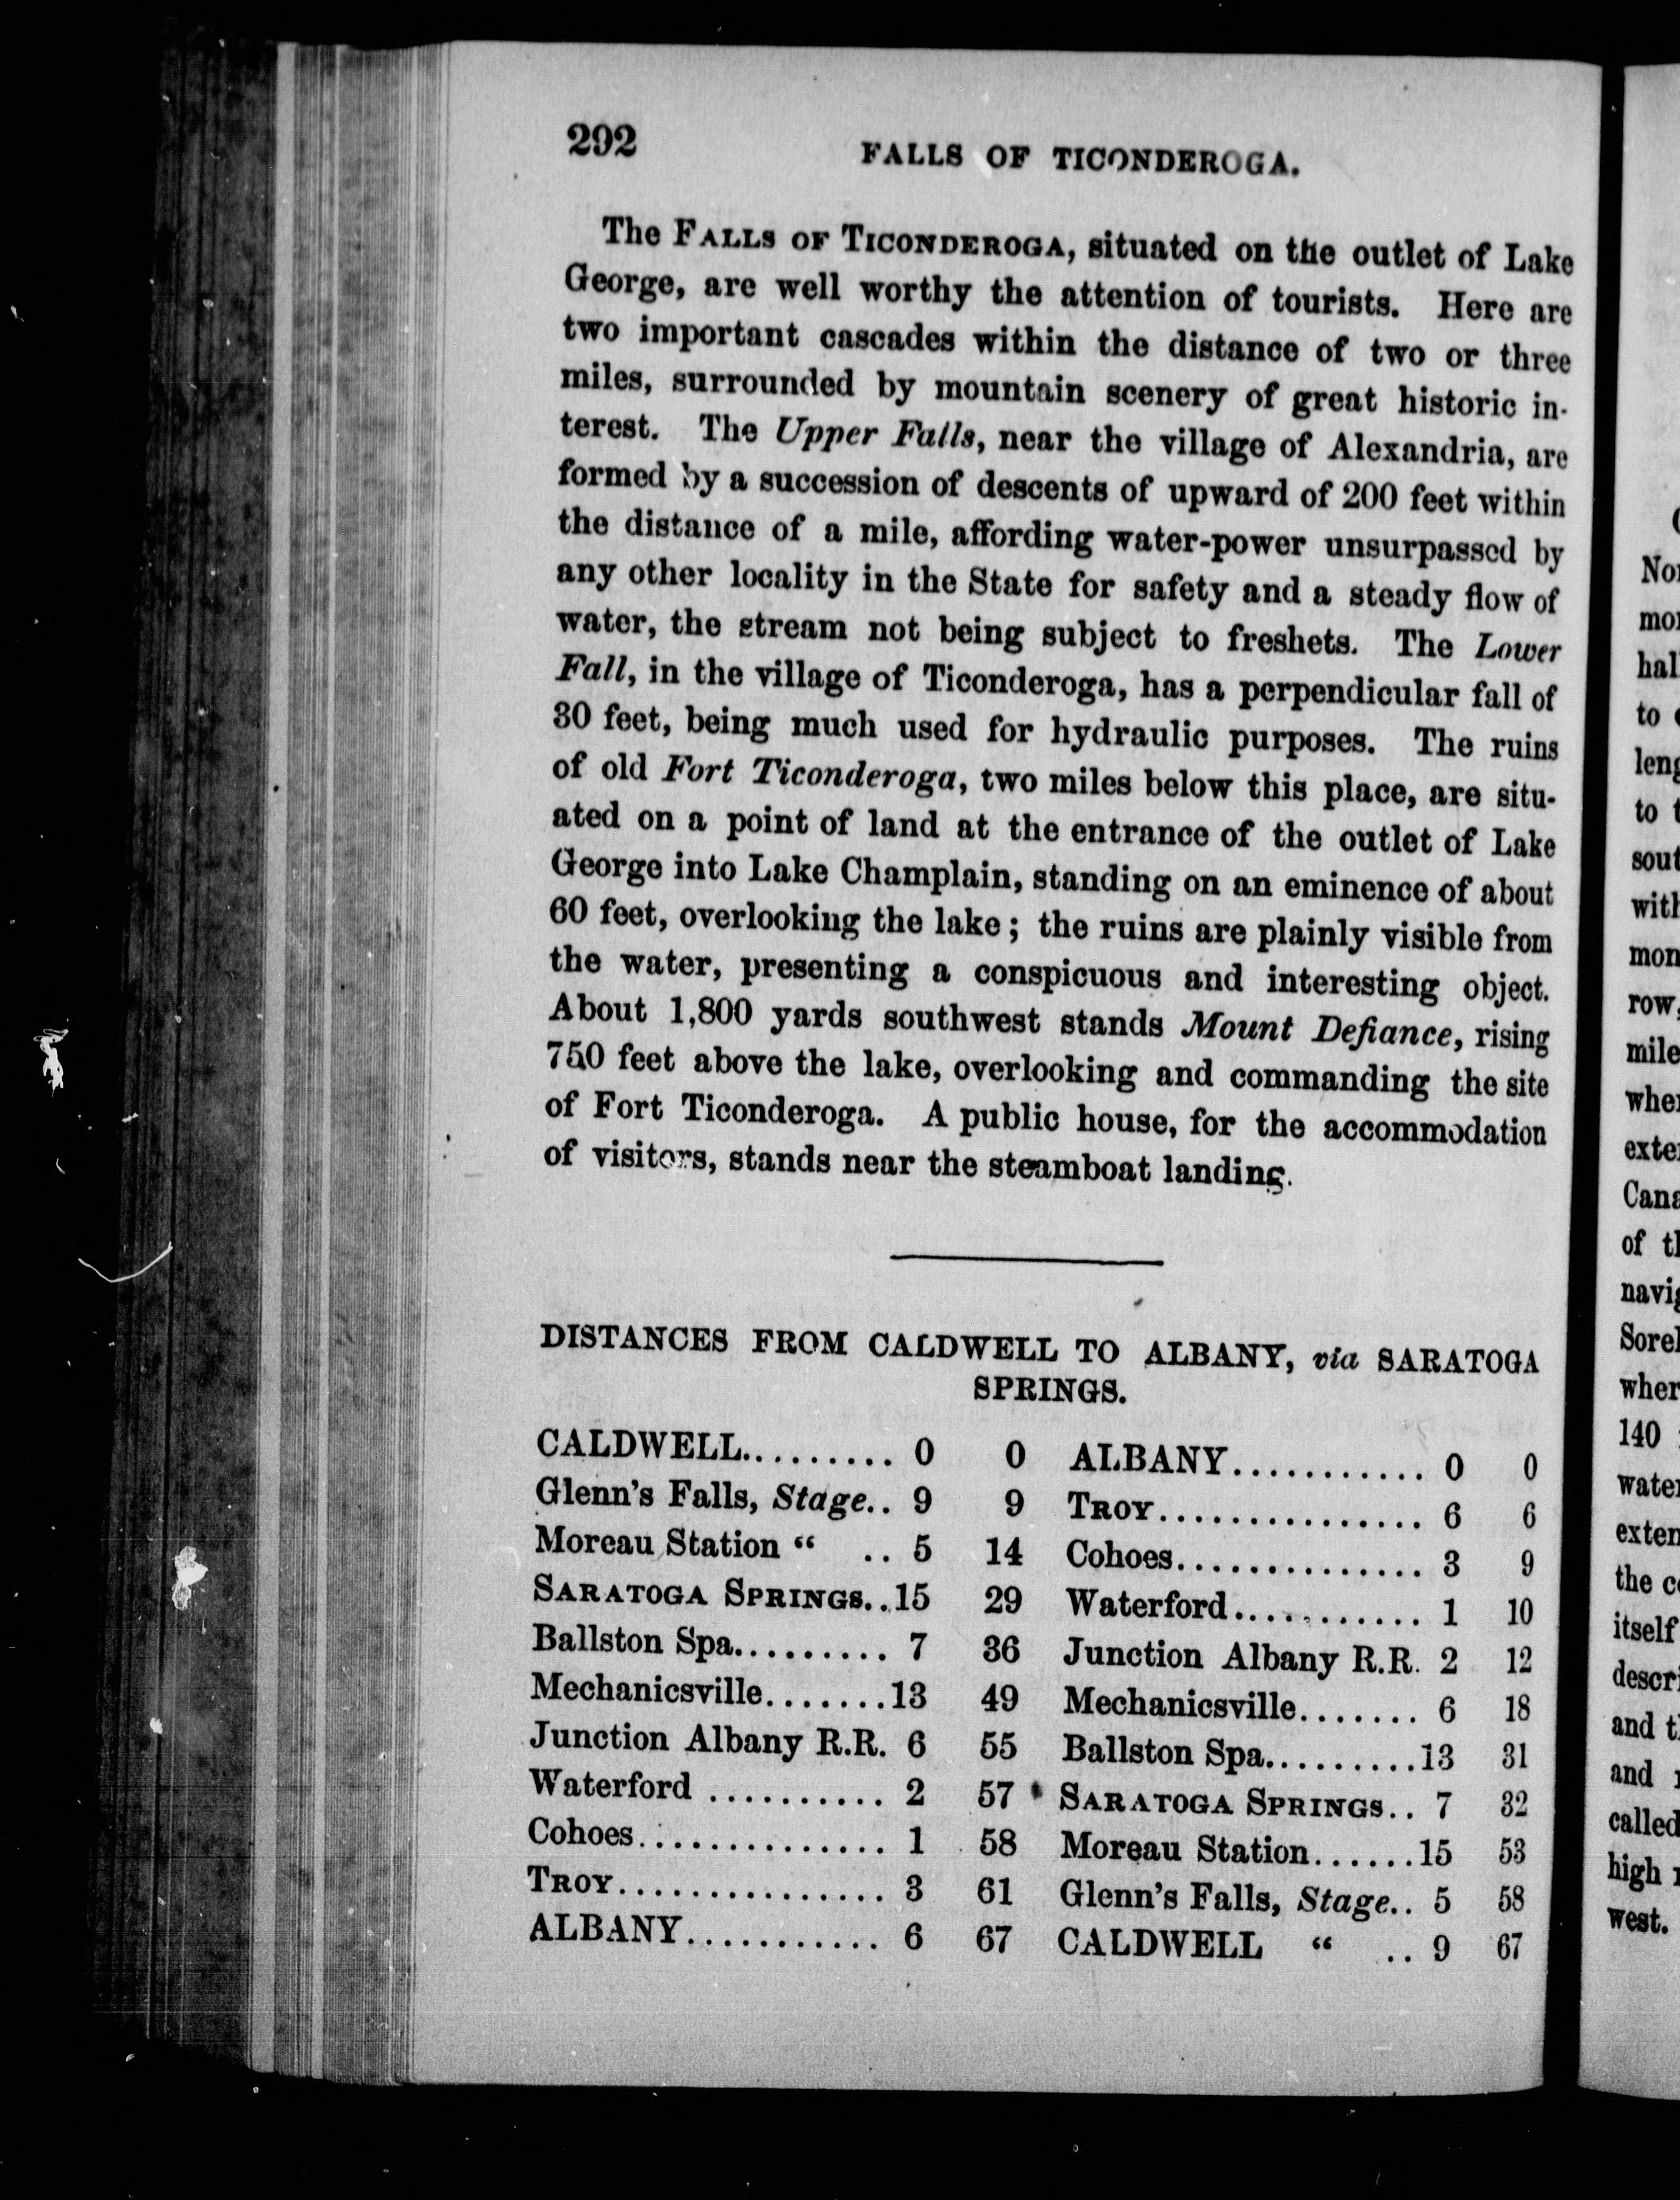 292
FALLS OF TICONDEROGA.
The FALLS OF TICONDEROGA, situated on the outlet of Lake
George, are well worthy the attention of tourists. Here are
two important cascades within the distance of two or three
miles, surrounded by mountain scenery of great historic in-
terest. The Upper Falls, near the village of Alexandria, are
formed by a succession of descents of upward of 200 feet within
the distance of a mile, affording water-power unsurpassed by
any other locality in the State for safety and a steady flow of
water, the stream not being subject to freshets. The Lower
Fall, in the village of Ticonderoga, has a perpendicular fall of
30 feet, being much used for hydraulic purposes. The ruins
of old Fort Ticonderoga, two miles below this place, are situ-
ated on a point of land at the entrance of the outlet of Lake
George into Lake Champlain, standing on an eminence of about
60 feet, overlooking the lake; the ruins are plainly visible from
the water, presenting a conspicuous and interesting object.
About 1,800 yards southwest stands Mount Defiance, rising
750 feet above the lake, overlooking and commanding the site
of Fort Ticonderoga. A public house, for the accommodation
of visitors, stands near the steamboat landing.
DISTANCES FROM CALDWELL TO ALBANY, via SARATOGA
SPRINGS.
CALDWELL.......... 0 0
Glenn's Falls, Stage.. 9 9
Moreau Station “ .. 5 14
SARATOGA SPRINGS..15 29
Ballston Spa.......... 7 36
Mechanicsville.......13 49
Junction Albany R.R. 6 55
Waterford .......... 2 57
Cohoes............... 1 58
TROY................ 3 61
ALBANY............ 6 67
ALBANY............ 0 0
TROY................ 6 6
Cohoes............... 3 9
Waterford........... 1 10
Junction Albany R.R. 2 12
Mechanicsville....... 6 18
Ballston Spa.........13 31
SARATOGA SPRINGS.. 7 32
Moreau Station......15 53
Glenn's Falls, Stage.. 5 58
CALDWELL “ .. 9 67
to
sout
with
mon
row,
mile
of
140
itself
and
and
called
high
west.